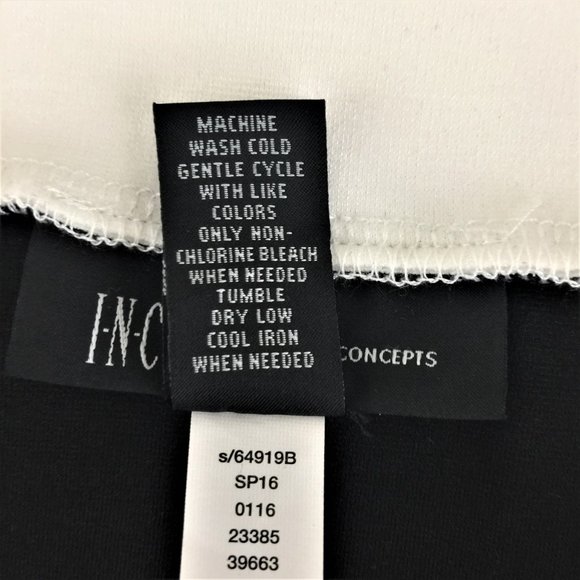 MACHINE
WASH COLD
GENTLE CYCLE
WITH LIKE
COLORS
ONLY NON-
CHLORINE BLEACH
WHEN NEEDED
TUMBLE
DRY LOW
COOL IRON
WHEN NEEDED
I-N-C
CONCEPTS
s/64919B
SP16
0116
23385
39663